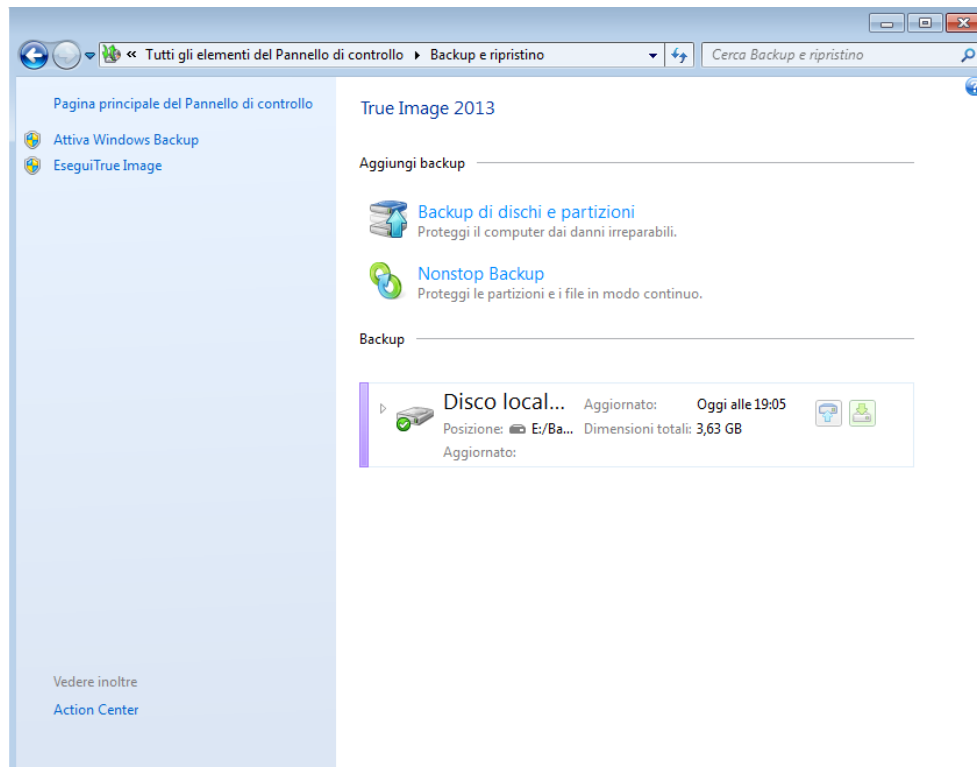 « Tutti gli elementi del Pannello di controllo Backup e ripristino
Cerca Backup e ripristino
Pagina principale del Pannello di controllo
Attiva Windows Backup
EseguiTrue Image
True Image 2013
Aggiungi backup
Backup di dischi e partizioni
Proteggi il computer dai danni irreparabili.
Nonstop Backup
Proteggi le partizioni e i file in modo continuo.
Backup
Disco local... Aggiornato: Oggi alle 19:05
Posizione: E:/Ba... Dimensioni totali: 3,63 GB
Aggiornato:
Vedere inoltre
Action Center